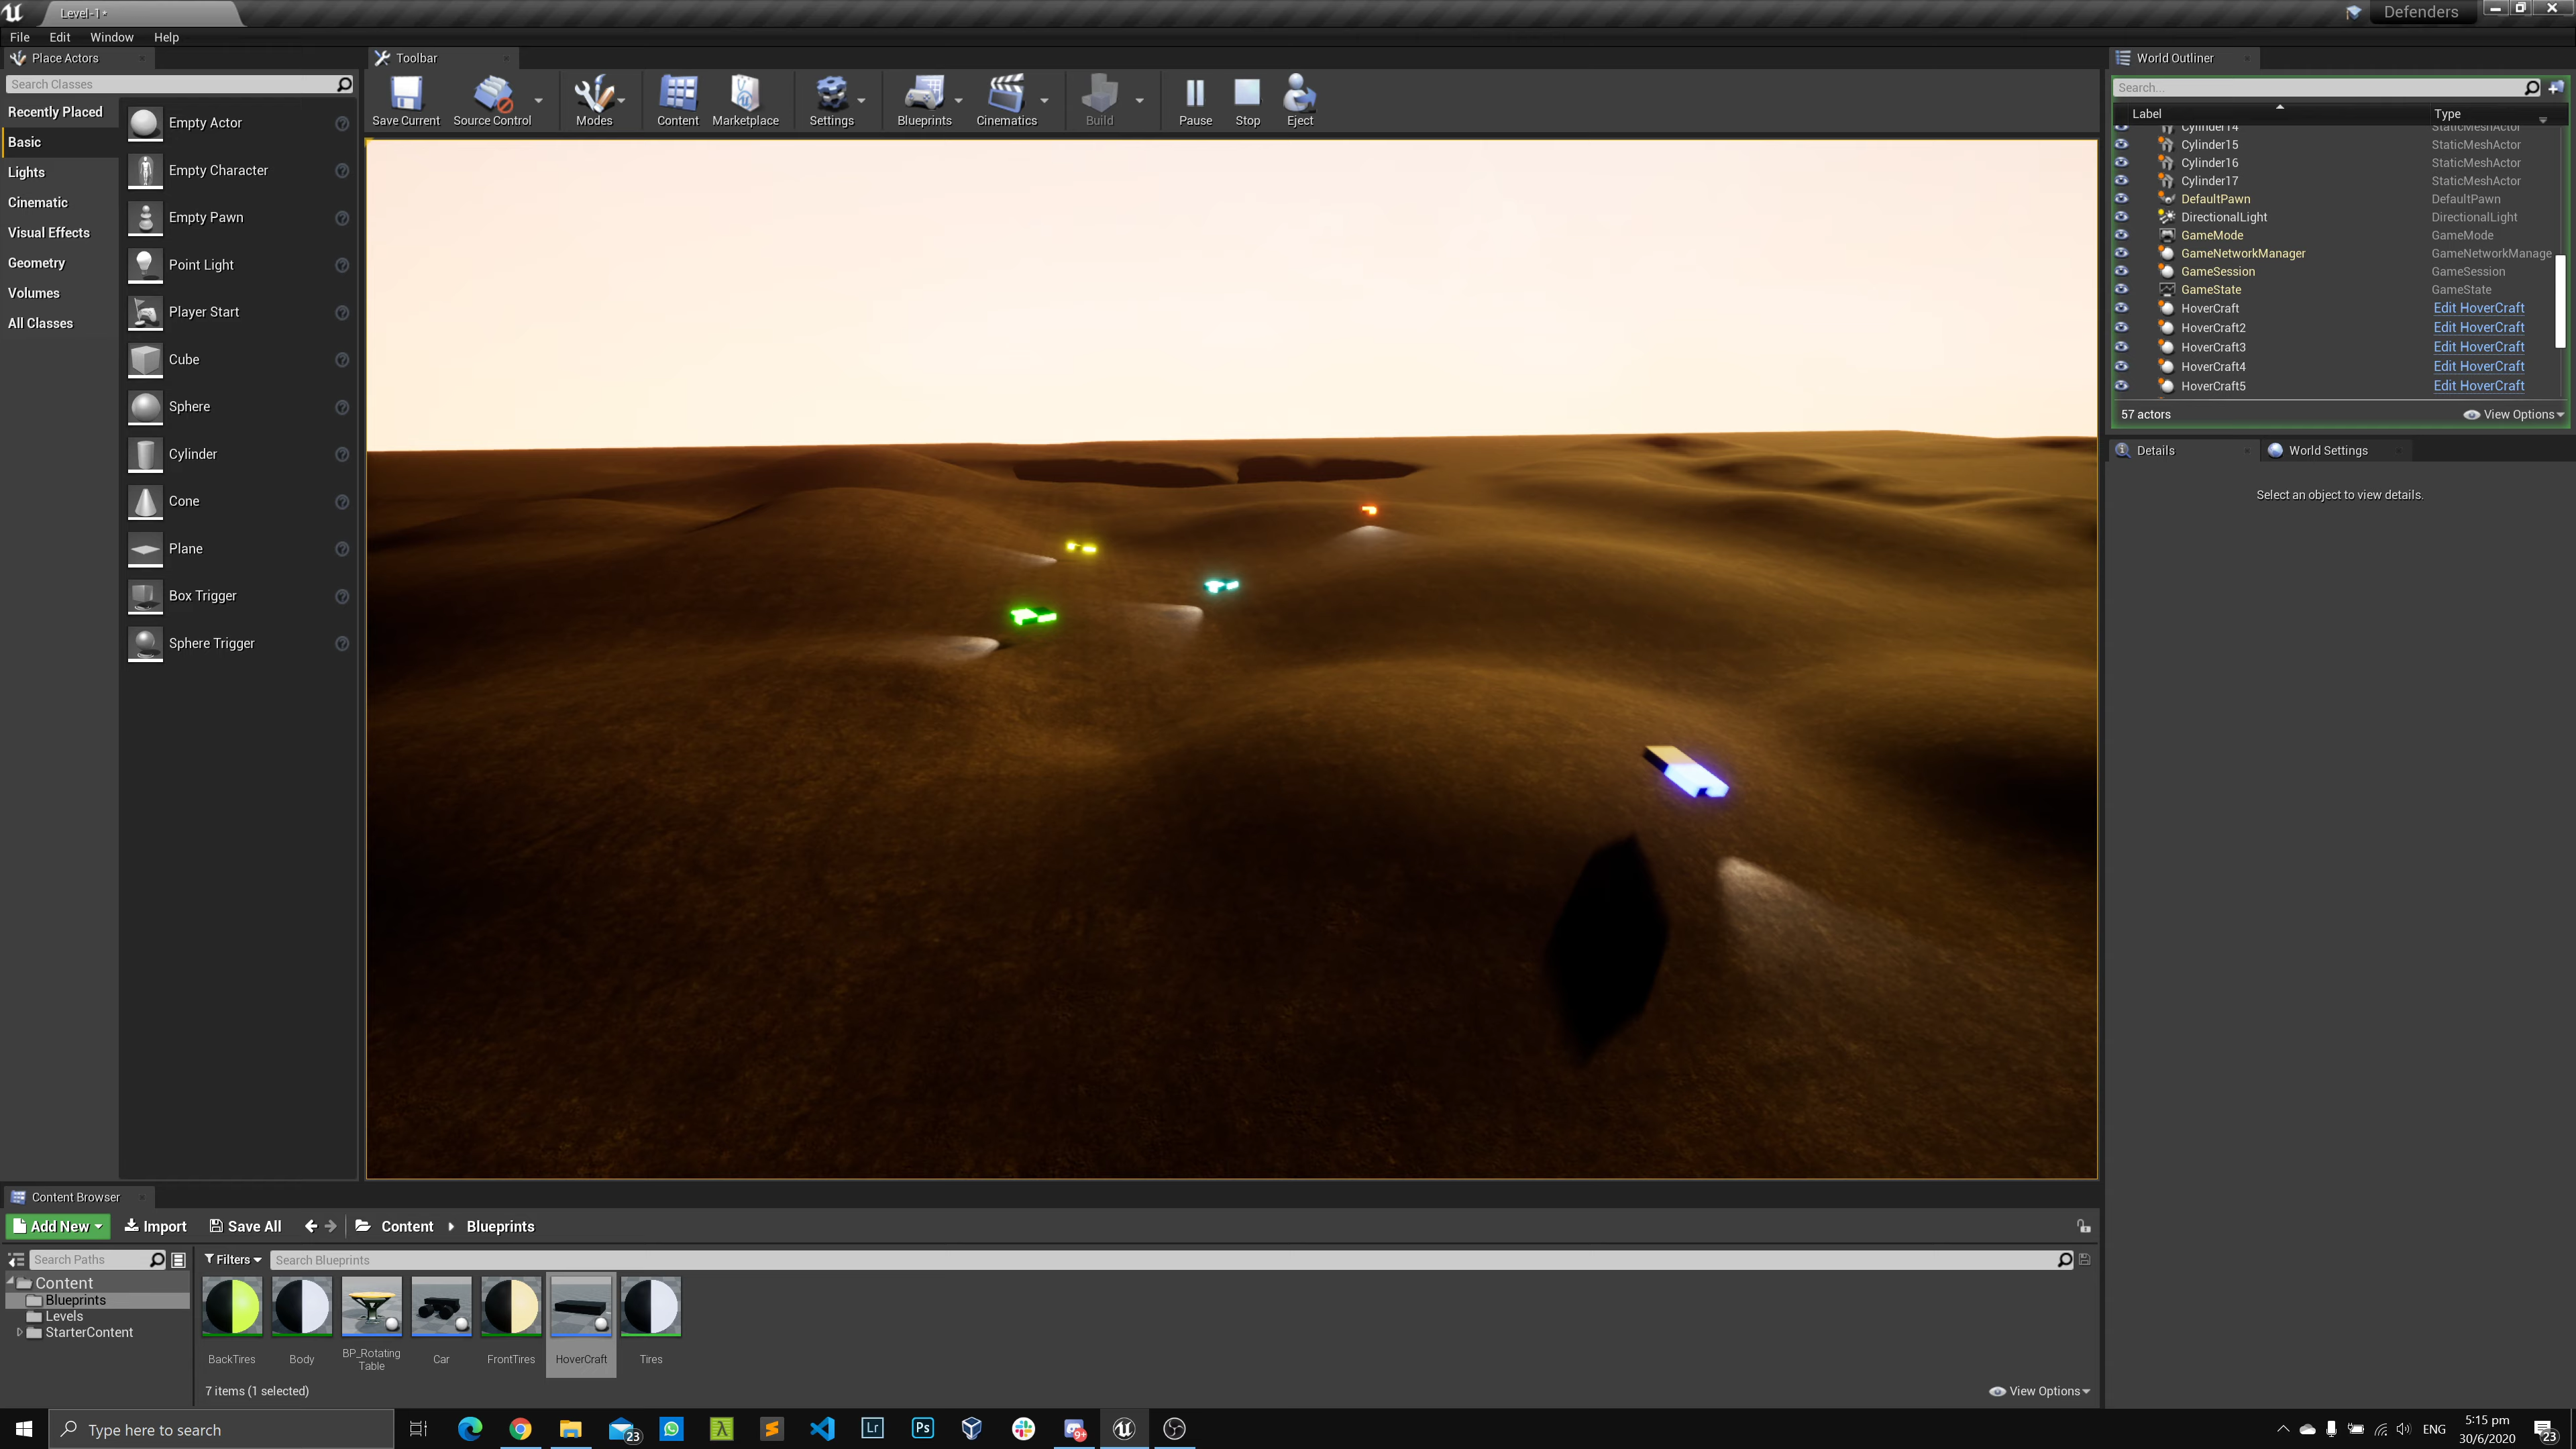 Level-1*
Defenders
File Edit Window Help
Place Actors
Search Classes
Recently Placed
Basic
Lights
Cinematic
Visual Effects
Geometry
Volumes
All Classes
Empty Actor
Empty Character
Empty Pawn
Point Light
Player Start
Cube
Sphere
Cylinder
Cone
Plane
Box Trigger
Sphere Trigger
Toolbar
Save Current Source Control Modes Content Marketplace Settings Blueprints Cinematics Build Pause Stop Eject
World Outliner
Search...
Label Type
Cylinder14 StaticMeshActor
Cylinder15 StaticMeshActor
Cylinder16 StaticMeshActor
Cylinder17 StaticMeshActor
DefaultPawn DefaultPawn
DirectionalLight DirectionalLight
GameMode GameMode
GameNetworkManager GameNetworkManage
GameSession GameSession
GameState GameState
HoverCraft Edit HoverCraft
HoverCraft2 Edit HoverCraft
HoverCraft3 Edit HoverCraft
HoverCraft4 Edit HoverCraft
HoverCraft5 Edit HoverCraft
57 actors View Options
Details World Settings
Select an object to view details.
Content Browser
Add New Import Save All Content Blueprints
Search Paths
Filters Search Blueprints
Content
Blueprints
Levels
StarterContent
BackTires Body BP_Rotating
Table Car FrontTires HoverCraft Tires
7 items (1 selected) View Options
Type here to search
23
Lr
Ps
9+
ENG
5:15 pm
30/6/2020
23